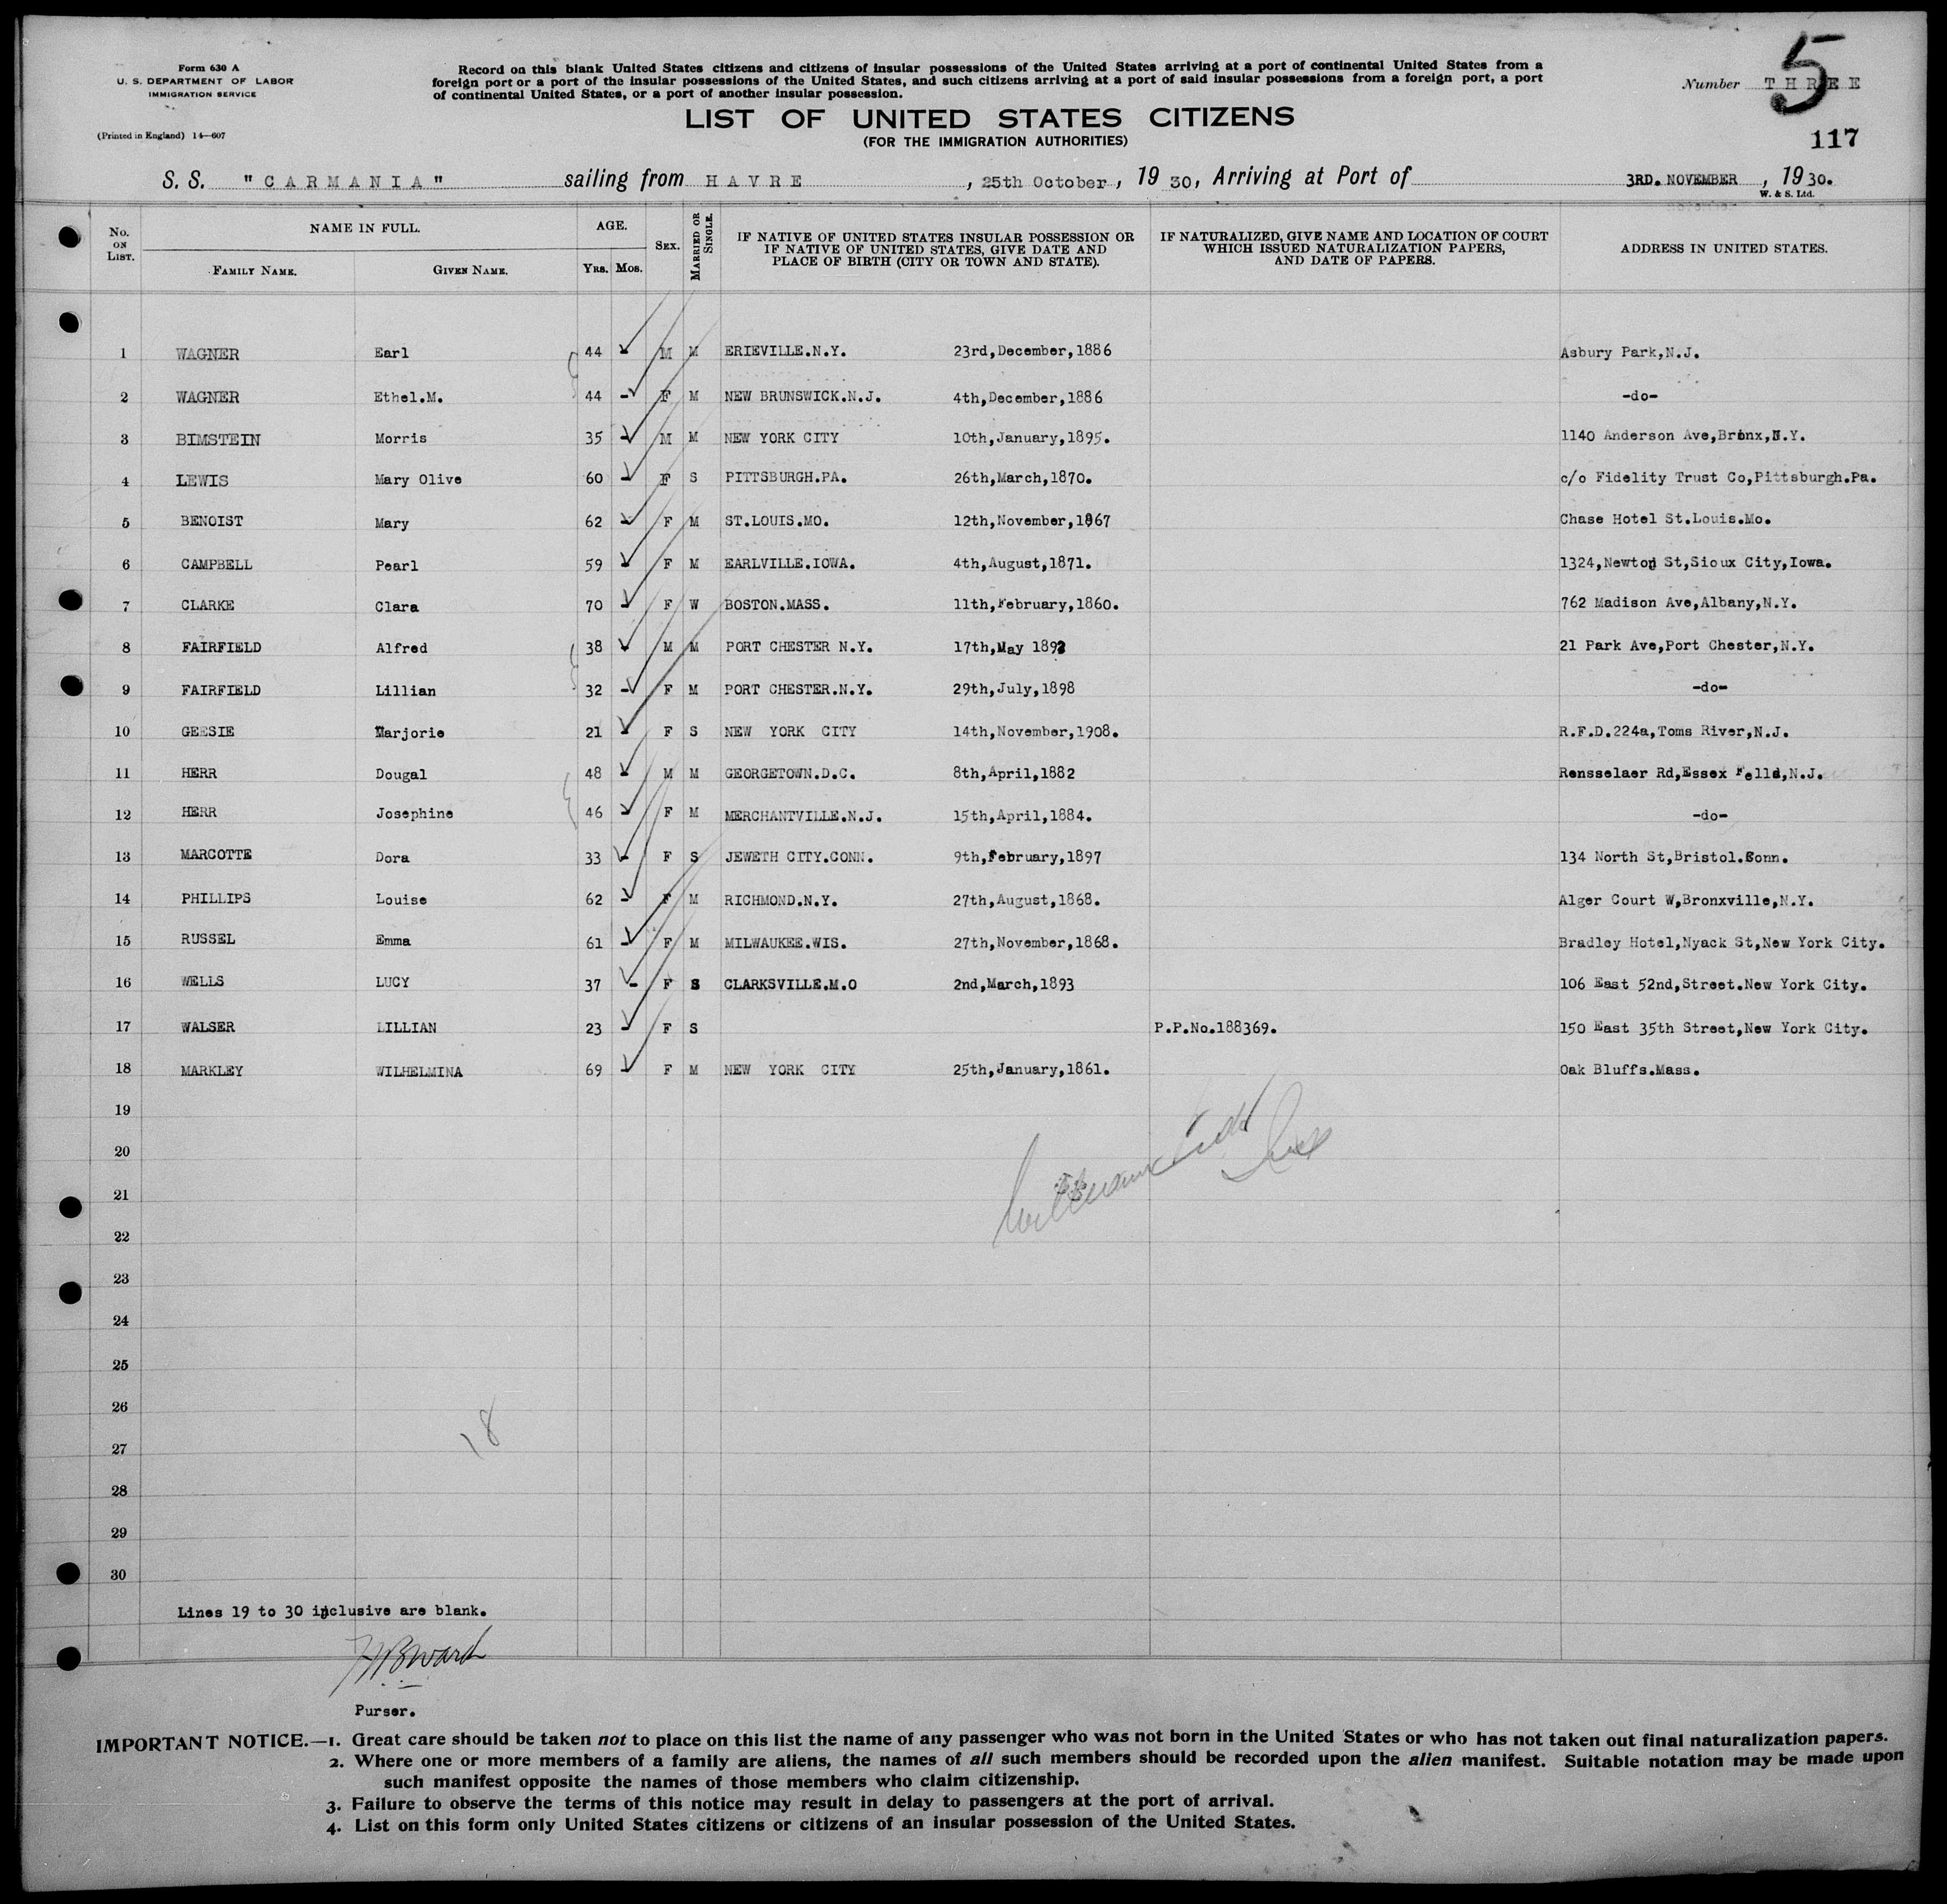 Form 630 A
U. S. DEPARTMENT OF LABOR
IMMIGRATION SERVICE
(Printed in England) 14—607
Record on this blank United States citizens and citizens of insular possessions of the United States arriving at a port of continental United States from a
foreign port or a port of the insular possessions of the United States, and such citizens arriving at a port of said insular possessions from a foreign port, a port
of continental United States, or a port of another insular possession.
LIST OF UNITED STATES CITIZENS
(FOR THE IMMIGRATION AUTHORITIES)
Number THREE
5
117
S. S. "CARMANIA" sailing from HAVRE, 25th October, 19 30, Arriving at Port of 3RD. NOVEMBER, 19 30.
W. & S. Ltd.
No. ON LIST. NAME IN FULL. AGE. SEX. MARRIED OR SINGLE. IF NATIVE OF UNITED STATES INSULAR POSSESSION OR IF NATIVE OF UNITED STATES, GIVE DATE AND PLACE OF BIRTH (CITY OR TOWN AND STATE). IF NATURALIZED, GIVE NAME AND LOCATION OF COURT WHICH ISSUED NATURALIZATION PAPERS, AND DATE OF PAPERS. ADDRESS IN UNITED STATES.
FAMILY NAME. GIVEN NAME. YRS. MOS.
1 WAGNER Earl 44 - M M ERIEVILLE.N.Y. 23rd,December,1886 Asbury Park,N.J.
2 WAGNER Ethel.M. 44 - F M NEW BRUNSWICK.N.J. 4th,December,1886 -do-
3 BIMSTEIN Morris 35 - M M NEW YORK CITY 10th,January,1895. 1140 Anderson Ave,Bronx,N.Y.
4 LEWIS Mary Olive 60 - F S PITTSBURGH.PA. 26th,March,1870. c/o Fidelity Trust Co,Pittsburgh.Pa.
5 BENOIST Mary 62 - F M ST.LOUIS.MO. 12th,November,1867 Chase Hotel St.Louis.Mo.
6 CAMPBELL Pearl 59 - F M EARLVILLE.IOWA. 4th,August,1871. 1324,Newton St,Sioux City,Iowa.
7 CLARKE Clara 70 - F W BOSTON.MASS. 11th,February,1860. 762 Madison Ave,Albany,N.Y.
8 FAIRFIELD Alfred 38 - M M PORT CHESTER N.Y. 17th,May 1892 21 Park Ave,Port Chester,N.Y.
9 FAIRFIELD Lillian 32 - F M PORT CHESTER.N.Y. 29th,July,1898 -do-
10 GEESIE Marjorie 21 - F S NEW YORK CITY 14th,November,1908. R.F.D.224a,Toms River,N.J.
11 HERR Dougal 48 - M M GEORGETOWN.D.C. 8th,April,1882 Rensselaer Rd,Essex Felld,N.J.
12 HERR Josephine 46 - F M MERCHANTVILLE.N.J. 15th,April,1884. -do-
13 MARCOTTE Dora 33 - F S JEWETH CITY.CONN. 9th,February,1897 134 North St,Bristol.Conn.
14 PHILLIPS Louise 62 - F M RICHMOND.N.Y. 27th,August,1868. Alger Court W,Bronxville,N.Y.
15 RUSSEL Emma 61 - F M MILWAUKEE.WIS. 27th,November,1868. Bradley Hotel,Nyack St,New York City.
16 WELLS LUCY 37 - F S CLARKSVILLE.M.O 2nd,March,1893 106 East 52nd,Street.New York City.
17 WALSER LILLIAN 23 - F S P.P.No.188369. 150 East 35th Street,New York City.
18 MARKLEY WILHELMINA 69 - F M NEW YORK CITY 25th,January,1861. Oak Bluffs.Mass.
19
20
21
22
23
24
25
26
27
28
29
30
18
Lines 19 to 30 inclusive are blank.
Purser.
IMPORTANT NOTICE.—1. Great care should be taken not to place on this list the name of any passenger who was not born in the United States or who has not taken out final naturalization papers.
2. Where one or more members of a family are aliens, the names of all such members should be recorded upon the alien manifest. Suitable notation may be made upon
such manifest opposite the names of those members who claim citizenship.
3. Failure to observe the terms of this notice may result in delay to passengers at the port of arrival.
4. List on this form only United States citizens or citizens of an insular possession of the United States.